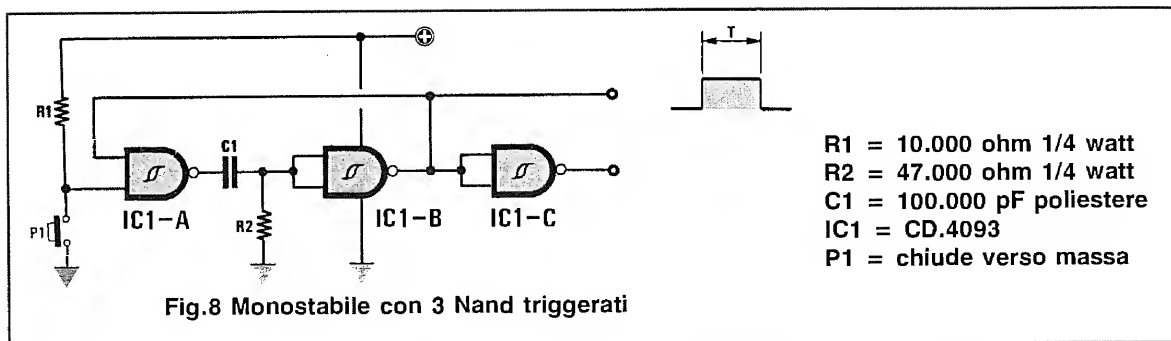 T
R1
C1
IC1-A
P1
R2
IC1-B
IC1-C
R1 = 10.000 ohm 1/4 watt
R2 = 47.000 ohm 1/4 watt
C1 = 100.000 pF poliestere
IC1 = CD.4093
P1 = chiude verso massa
Fig.8 Monostabile con 3 Nand triggerati